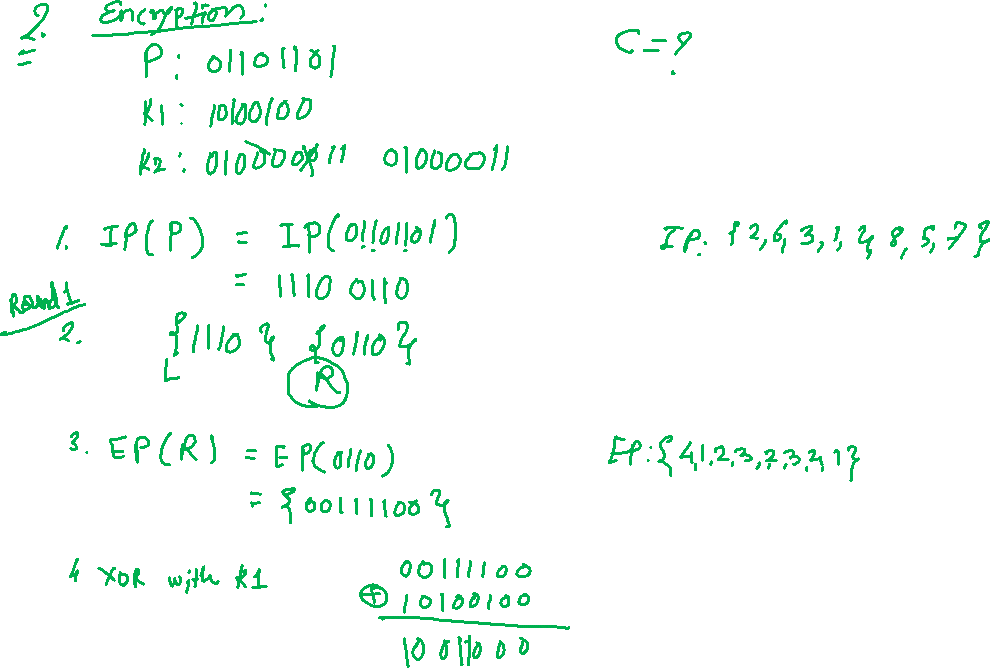 2. Encryption:
P: 01101101 C=?
K1: 10100100
K2: 01000011 01000011
1. IP(P) = IP(01101101) IP: {2,6,3,1,4,8,5,7}
= 1110 0110
Round 1
2. {1110} {0110}
L R
3. EP(R) = EP(0110) EP:{4,1,2,3,2,3,4,1}
= {00111100}
4 XOR with K1 00111100
⊕ 10100100
10011000